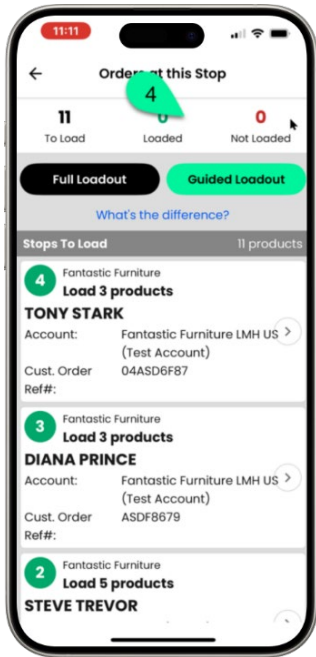 11:11
Orders at this Stop
4
11
0
0
To Load
Loaded
Not Loaded
Full Loadout
Guided Loadout
What's the difference?
Stops To Load
11 products
4
Fantastic Furniture
Load 3 products
TONY STARK
Account:
Fantastic Furniture LMH US
(Test Account)
Cust. Order
Ref#:
04ASD6F87
3
Fantastic Furniture
Load 3 products
DIANA PRINCE
Account:
Fantastic Furniture LMH US
(Test Account)
Cust. Order
Ref#:
ASDF8679
2
Fantastic Furniture
Load 5 products
STEVE TREVOR